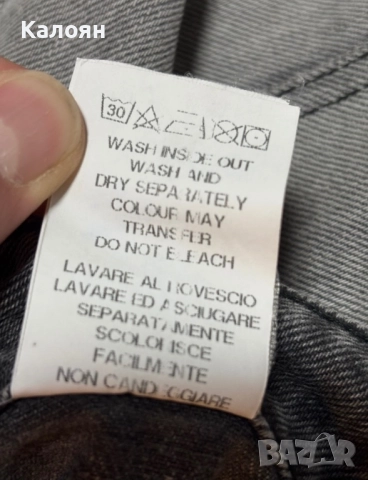 Калоян
30
WASH INSIDE OUT
WASH AND
DRY SEPARATELY
COLOUR MAY
TRANSFER
DO NOT BLEACH
LAVARE AL ROVESCIO
LAVARE ED ASCIUGARE
SEPARATAMENTE
SCOLORISCE
FACILMENTE
NON CANDEGGIARE
BAZAR